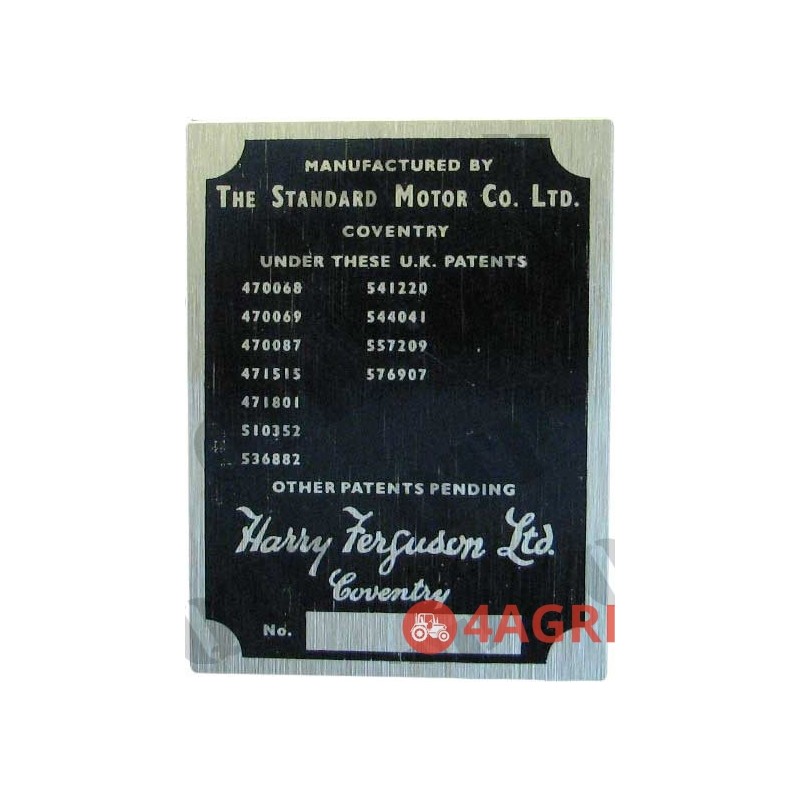 MANUFACTURED BY
THE STANDARD MOTOR CO. LTD.
COVENTRY
UNDER THESE U.K. PATENTS
470068 541220
470069 544041
470087 557209
471515 576907
471801
510352
536882
OTHER PATENTS PENDING
Harry Ferguson Ltd.
Coventry
No.
4AGRI